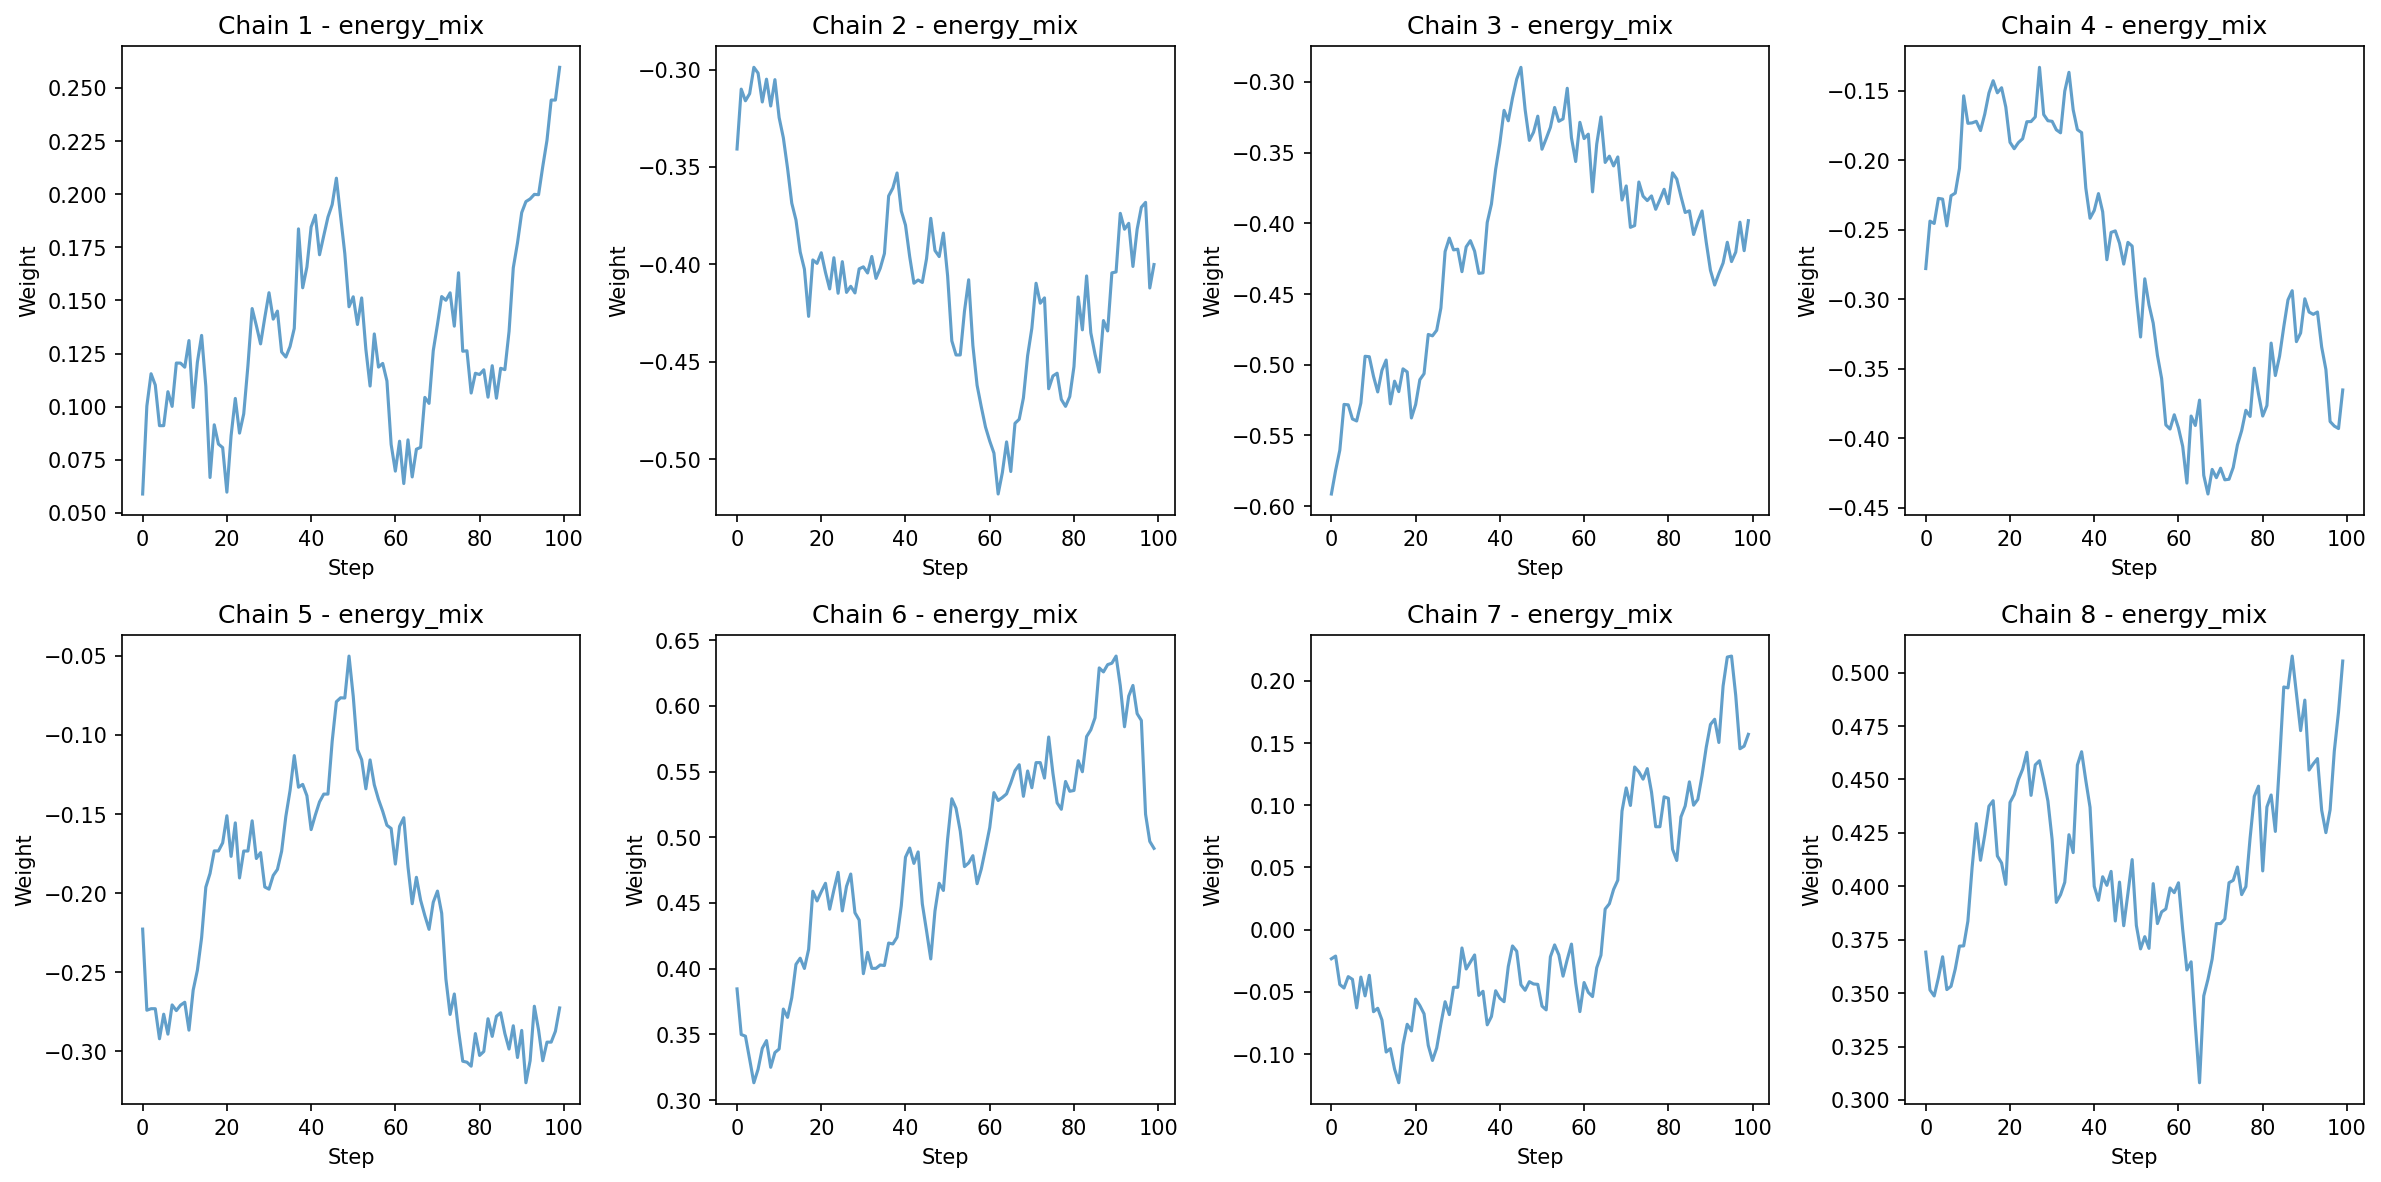 Chain 1 - energy_mix
Weight
0.250
0.225
0.200
0.175
0.150
0.125
0.100
0.075
0.050
0 20 40 60 80 100
Step
Chain 2 - energy_mix
Weight
−0.30
−0.35
−0.40
−0.45
−0.50
0 20 40 60 80 100
Step
Chain 3 - energy_mix
Weight
−0.30
−0.35
−0.40
−0.45
−0.50
−0.55
−0.60
0 20 40 60 80 100
Step
Chain 4 - energy_mix
Weight
−0.15
−0.20
−0.25
−0.30
−0.35
−0.40
−0.45
0 20 40 60 80 100
Step
Chain 5 - energy_mix
Weight
−0.05
−0.10
−0.15
−0.20
−0.25
−0.30
0 20 40 60 80 100
Step
Chain 6 - energy_mix
Weight
0.65
0.60
0.55
0.50
0.45
0.40
0.35
0.30
0 20 40 60 80 100
Step
Chain 7 - energy_mix
Weight
0.20
0.15
0.10
0.05
0.00
−0.05
−0.10
0 20 40 60 80 100
Step
Chain 8 - energy_mix
Weight
0.500
0.475
0.450
0.425
0.400
0.375
0.350
0.325
0.300
0 20 40 60 80 100
Step